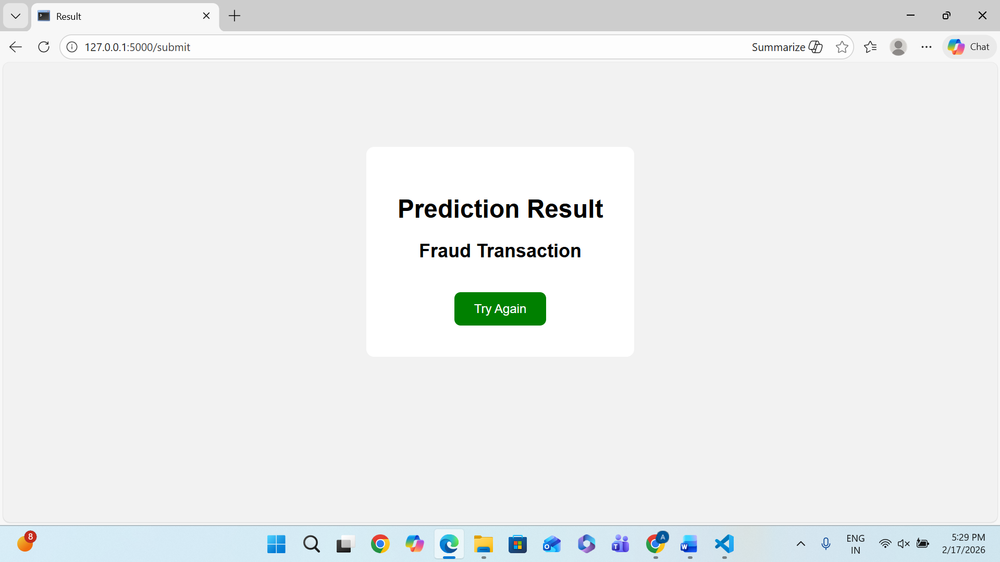 Result
127.0.0.1:5000/submit
Summarize
Chat
Prediction Result
Fraud Transaction
Try Again
8
A
ENG
IN
5:29 PM
2/17/2026